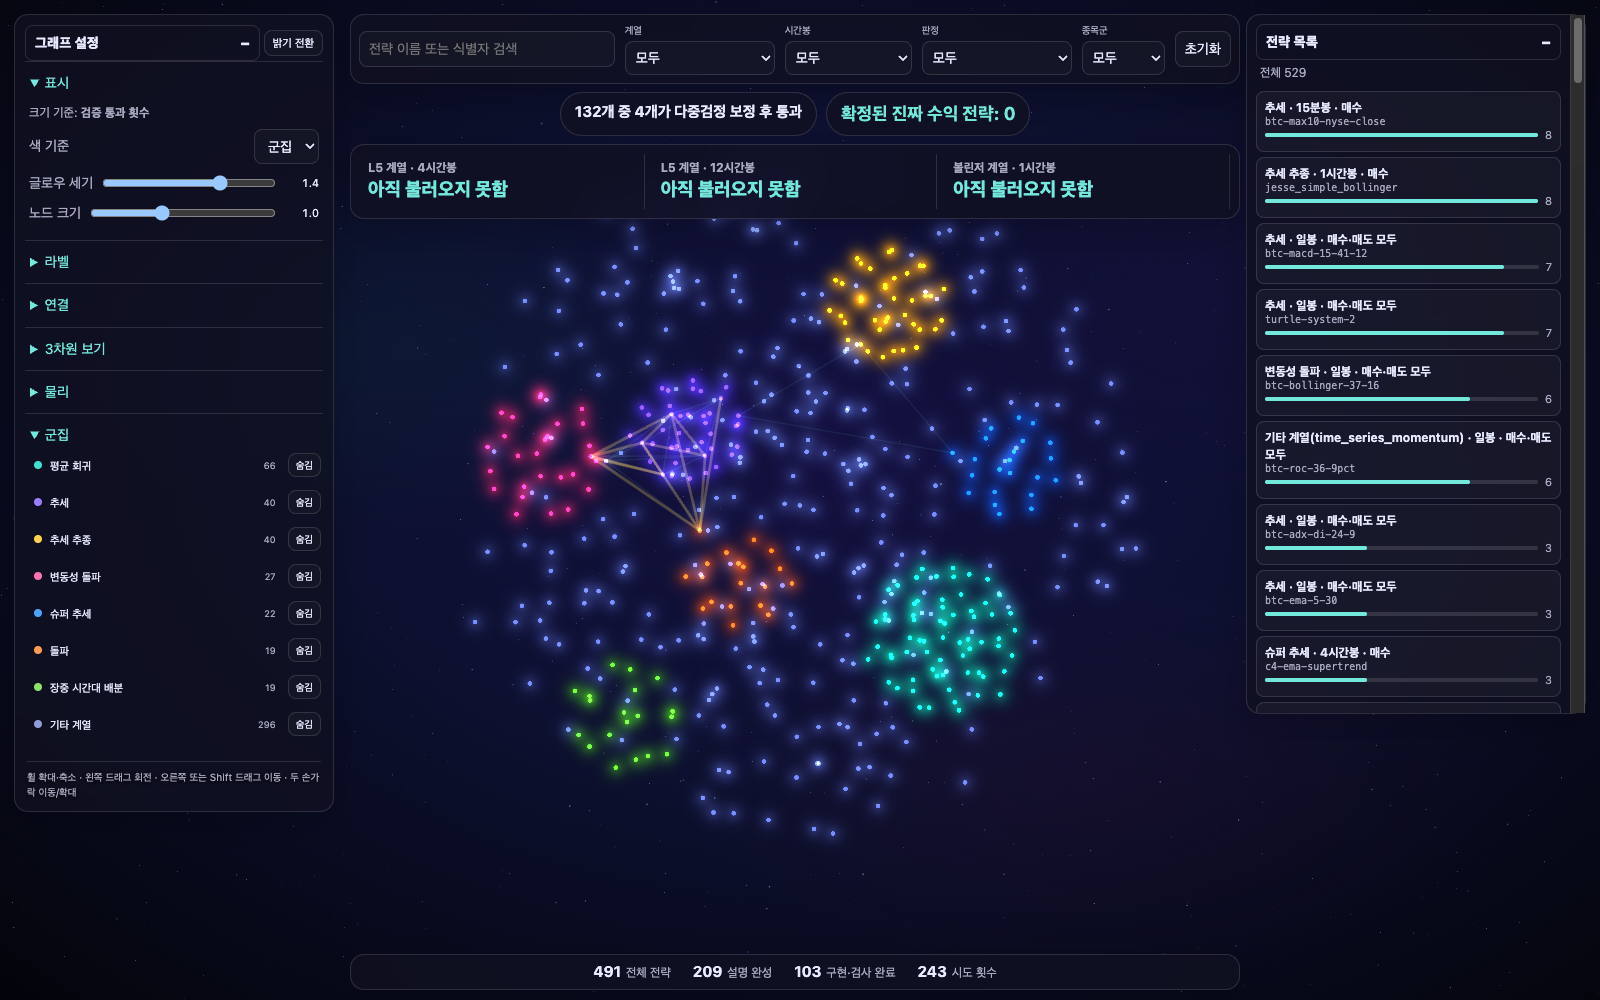 그래프 설정
−
밝기 전환
▼ 표시
크기 기준: 검증 통과 횟수
색 기준
군집
글로우 세기
1.4
노드 크기
1.0
▶ 라벨
▶ 연결
▶ 3차원 보기
▶ 물리
▼ 군집
평균 회귀 66 숨김
추세 40 숨김
추세 추종 40 숨김
변동성 돌파 27 숨김
슈퍼 추세 22 숨김
돌파 19 숨김
장중 시간대 배분 19 숨김
기타 계열 296 숨김
휠 확대·축소 · 왼쪽 드래그 회전 · 오른쪽 또는 Shift 드래그 이동 · 두 손가
락 이동/확대
전략 이름 또는 식별자 검색
계열
모두
시간봉
모두
판정
모두
종목군
모두
초기화
132개 중 4개가 다중검정 보정 후 통과
확정된 진짜 수익 전략: 0
L5 계열 · 4시간봉
아직 불러오지 못함
L5 계열 · 12시간봉
아직 불러오지 못함
볼린저 계열 · 1시간봉
아직 불러오지 못함
491 전체 전략 209 설명 완성 103 구현·검사 완료 243 시도 횟수
전략 목록
−
전체 529
추세 · 15분봉 · 매수
btc-max10-nyse-close
8
추세 추종 · 1시간봉 · 매수
jesse_simple_bollinger
8
추세 · 일봉 · 매수·매도 모두
btc-macd-15-41-12
7
추세 · 일봉 · 매수·매도 모두
turtle-system-2
7
변동성 돌파 · 일봉 · 매수·매도 모두
btc-bollinger-37-16
6
기타 계열(time_series_momentum) · 일봉 · 매수·매도
모두
btc-roc-36-9pct
6
추세 · 일봉 · 매수·매도 모두
btc-adx-di-24-9
3
추세 · 일봉 · 매수·매도 모두
btc-ema-5-30
3
슈퍼 추세 · 4시간봉 · 매수
c4-ema-supertrend
3